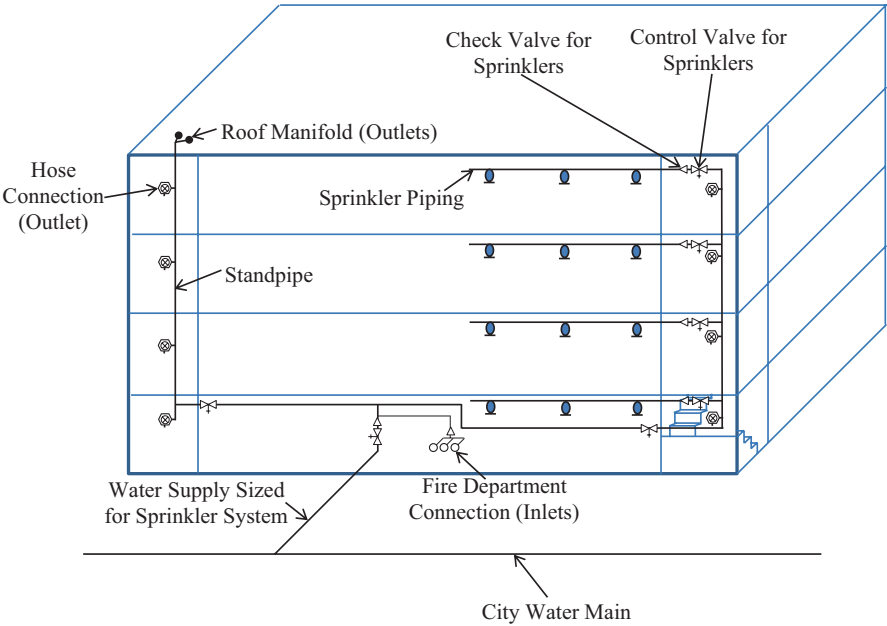 Check Valve for
Sprinklers
Control Valve for
Sprinklers
Roof Manifold (Outlets)
Hose
Connection
(Outlet)
Sprinkler Piping
Standpipe
Water Supply Sized
for Sprinkler System
Fire Department
Connection (Inlets)
City Water Main